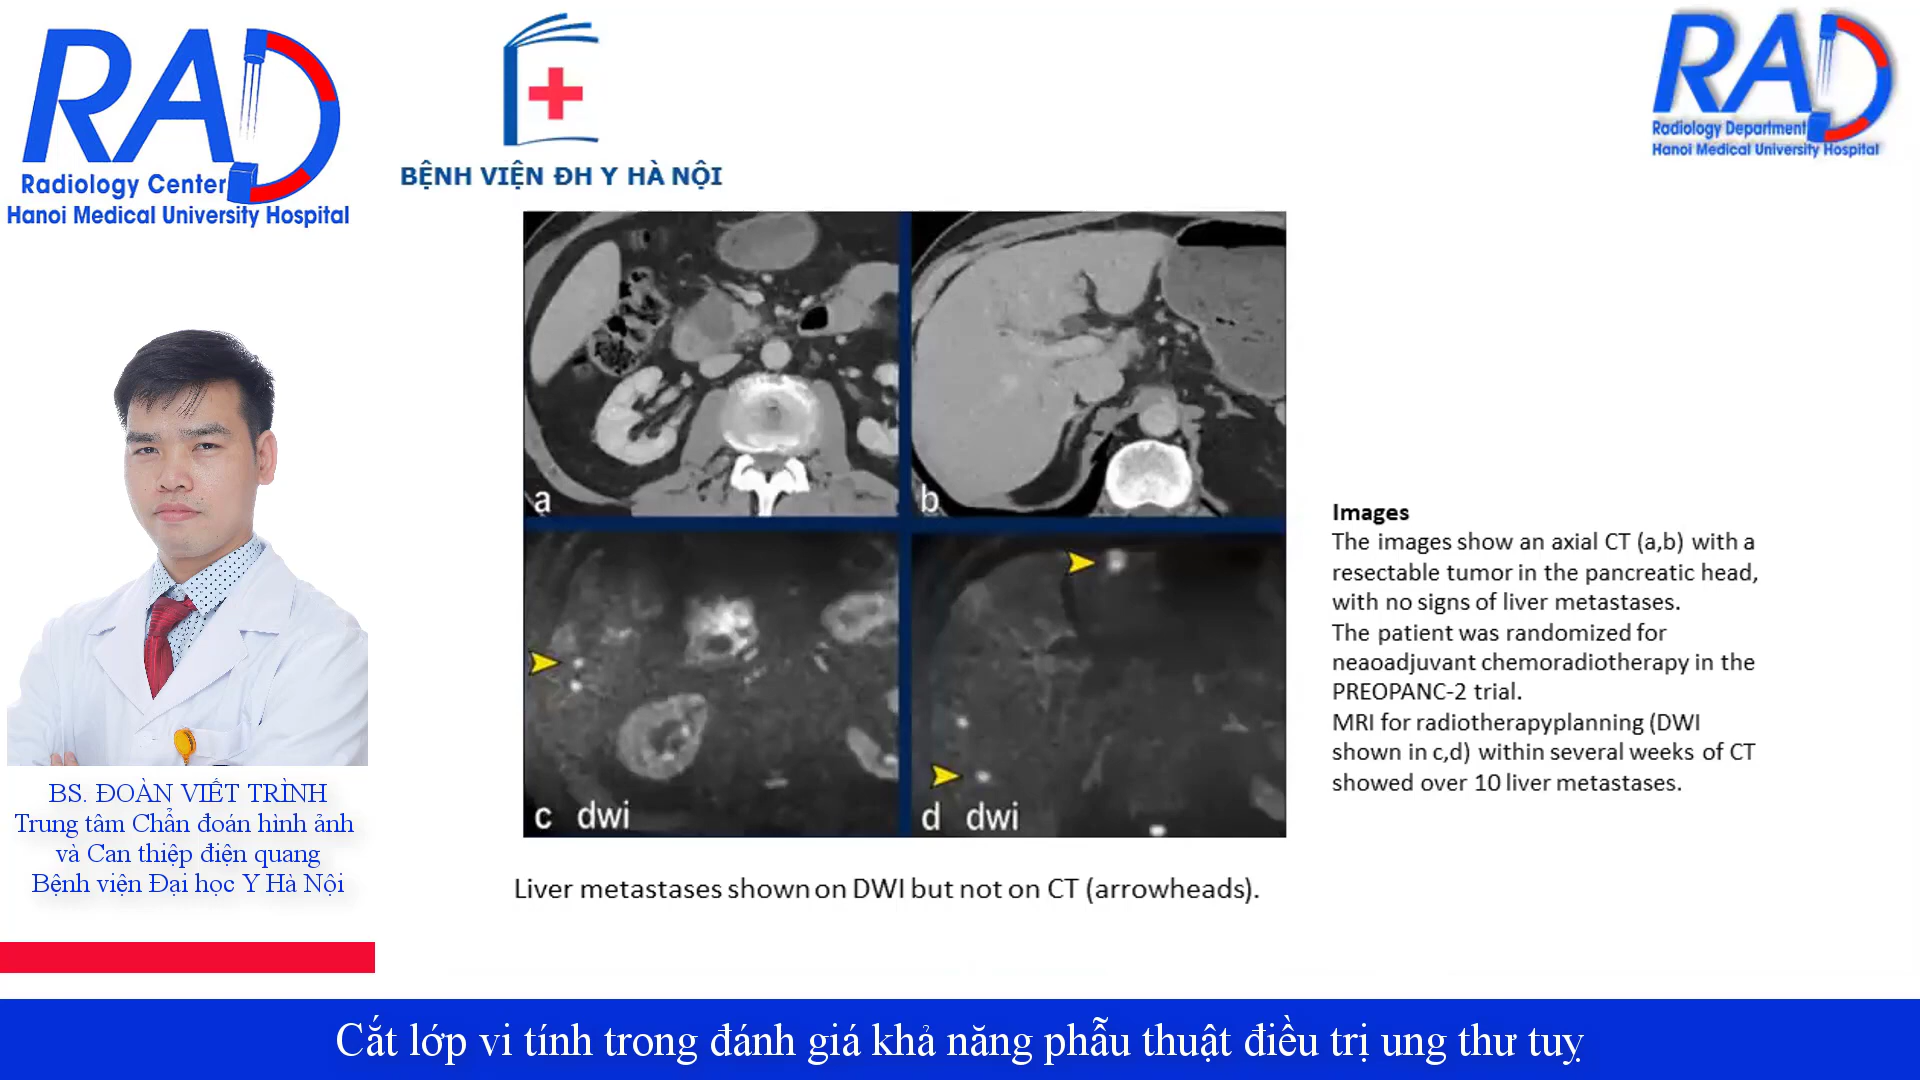 RAD
Radiology Center
Hanoi Medical University Hospital
BỆNH VIỆN ĐH Y HÀ NỘI
RAD
Radiology Department
Hanoi Medical University Hospital
a
b
c dwi
d dwi
Images
The images show an axial CT (a,b) with a
resectable tumor in the pancreatic head,
with no signs of liver metastases.
The patient was randomized for
neaoadjuvant chemoradiotherapy in the
PREOPANC-2 trial.
MRI for radiotherapyplanning (DWI
shown in c,d) within several weeks of CT
showed over 10 liver metastases.
Liver metastases shown on DWI but not on CT (arrowheads).
BS. ĐOÀN VIẾT TRÌNH
Trung tâm Chẩn đoán hình ảnh
và Can thiệp điện quang
Bệnh viện Đại học Y Hà Nội
Cắt lớp vi tính trong đánh giá khả năng phẫu thuật điều trị ung thư tuỵ